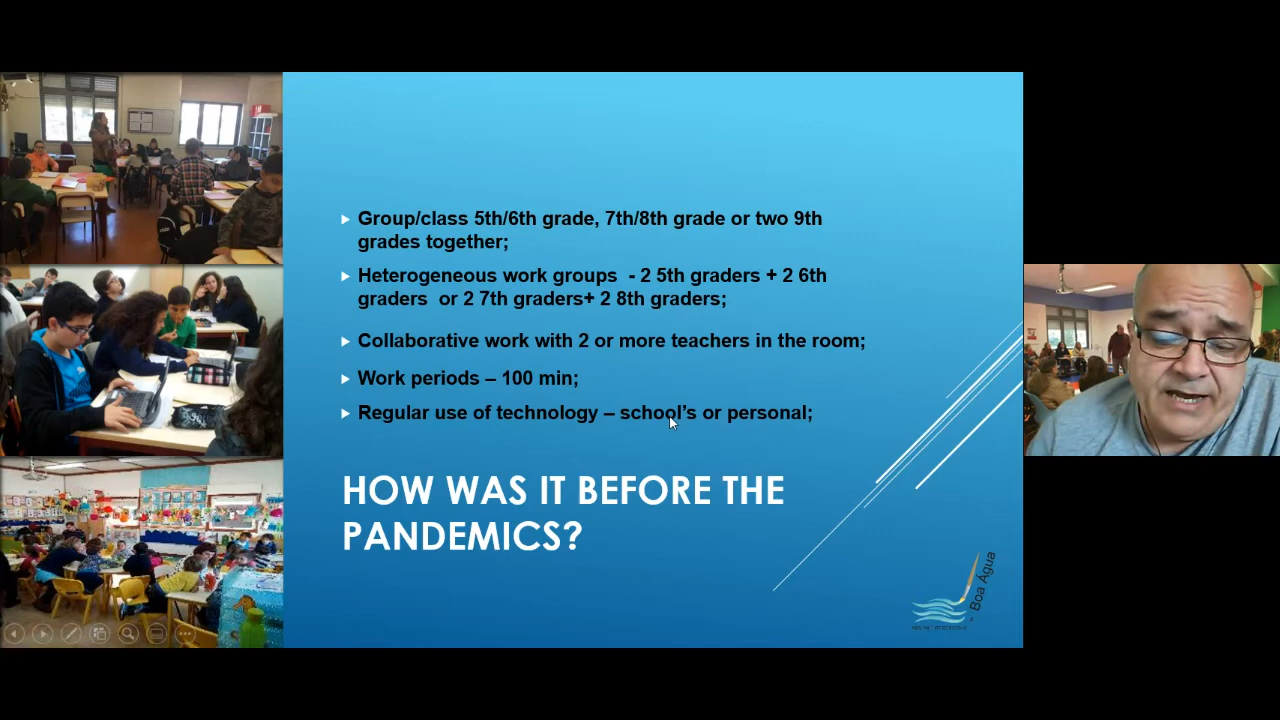 Group/class 5th/6th grade, 7th/8th grade or two 9th
grades together;
Heterogeneous work groups - 2 5th graders + 2 6th
graders or 2 7th graders+ 2 8th graders;
Collaborative work with 2 or more teachers in the room;
Work periods – 100 min;
Regular use of technology – school's or personal;
HOW WAS IT BEFORE THE
PANDEMICS?
Boa Água